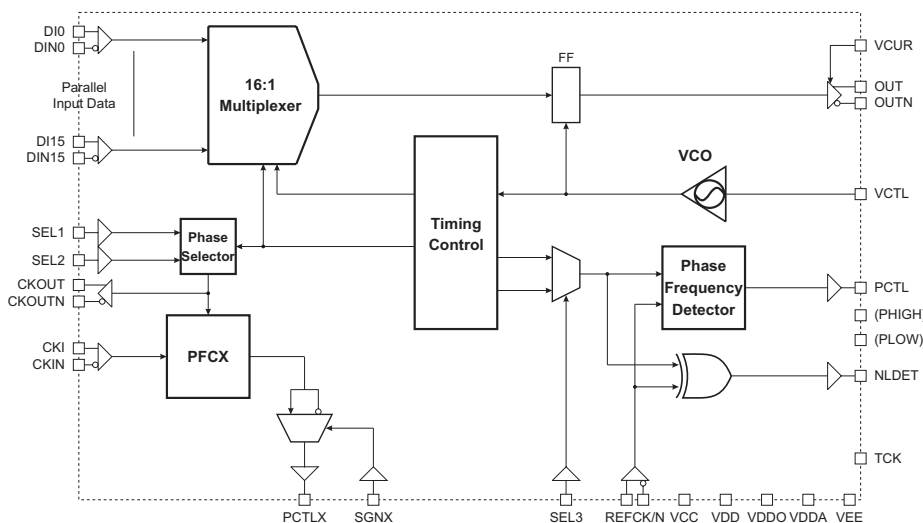 DI0
DIN0
Parallel
Input Data
DI15
DIN15
16:1
Multiplexer
FF
VCUR
OUT
OUTN
VCO
VCTL
Timing
Control
SEL1
SEL2
Phase
Selector
CKOUT
CKOUTN
Phase
Frequency
Detector
PCTL
(PHIGH)
(PLOW)
CKI
CKIN
PFCX
NLDET
TCK
PCTLX
SGNX
SEL3
REFCK/N
VCC
VDD
VDDO
VDDA
VEE